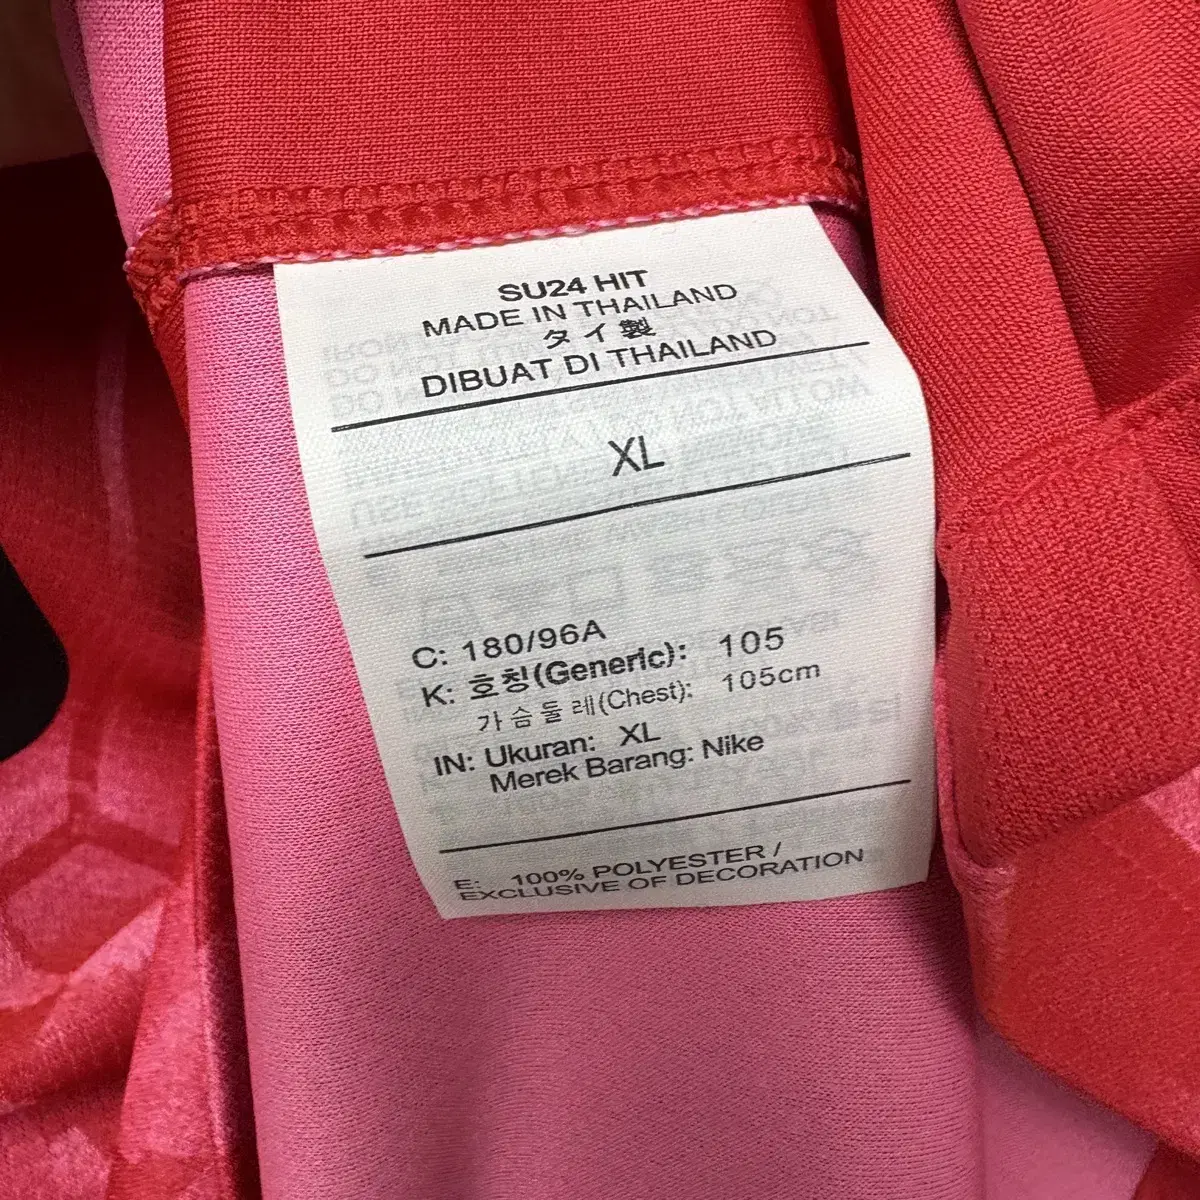 SU24 HIT
MADE IN THAILAND
タイ製
DIBUAT DI THAILAND
XL
C: 180/96A
K: 호칭(Generic): 105
가슴둘레(Chest): 105cm
IN: Ukuran: XL
Merek Barang: Nike
E: 100% POLYESTER /
EXCLUSIVE OF DECORATION